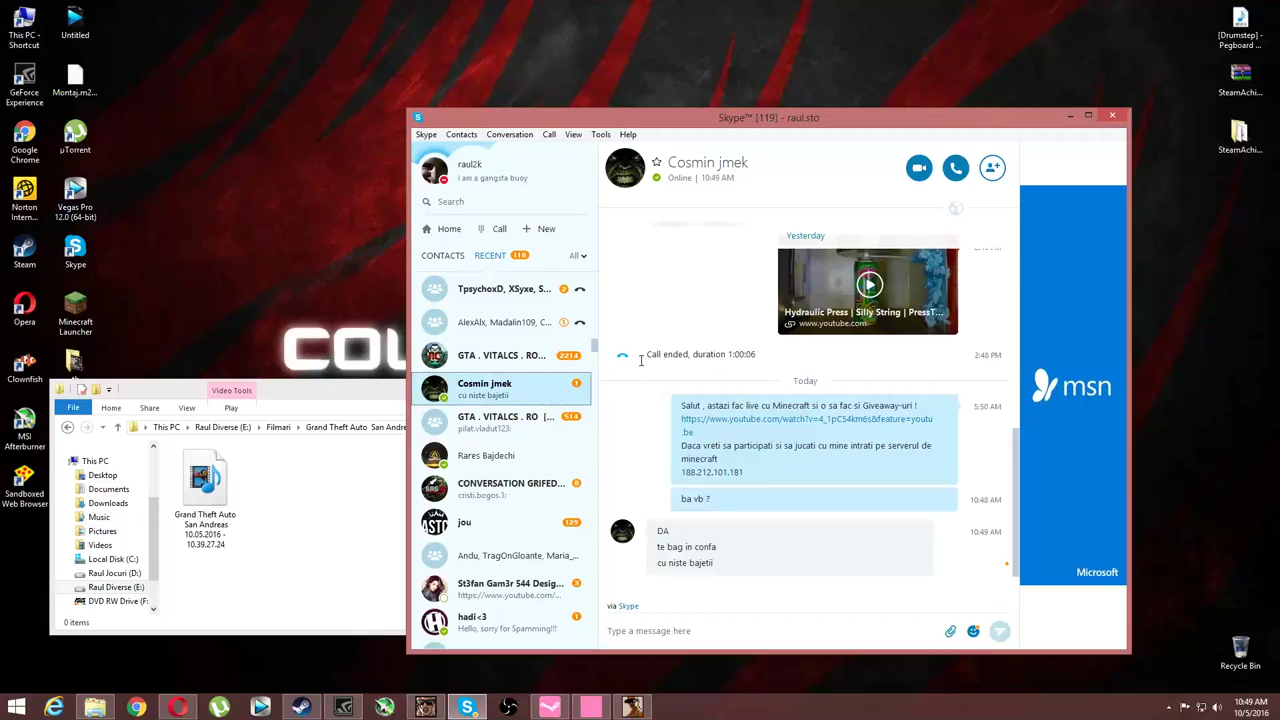 This PC -
Shortcut
Untitled
GeForce
Experience
Montaj.m2...
Google
Chrome
µTorrent
Norton
Intern...
Vegas Pro
12.0 (64-bit)
Steam
Skype
Opera
Minecraft
Launcher
Clownfish
MSI
Afterburner
Sandboxed
Web Browser
[Drumstep] -
Pegboard ...
SteamAchi...
SteamAchi...
Recycle Bin
COL
Video Tools
File
Home
Share
View
Play
This PC
Raul Diverse (E:)
Filmari
Grand Theft Auto San Andreas
This PC
Desktop
Documents
Downloads
Music
Pictures
Videos
Local Disk (C:)
Raul Jocuri (D:)
Raul Diverse (E:)
DVD RW Drive (F:
Grand Theft Auto
San Andreas
10.05.2016 -
10.39.27.24
0 items
Skype™ [119] - raul.sto
Skype Contacts Conversation Call View Tools Help
raul2k
I am a gangsta buoy
Search
Home
Call
New
CONTACTS
RECENT
118
All
TpsychoxD, XSyxe, S...
2
AlexAlx, Madalin109, C...
1
GTA . VITALCS . RO...
2214
Cosmin jmek
1
cu niste bajetii
GTA . VITALCS . RO [...
514
pilat.vladut123:
Rares Bajdechi
CONVERSATION GRIFED...
8
cristi.bogos.1:
jou
129
Andu, TragOnGloante, Maria_...
St3fan Gam3r 544 Desig...
3
https://www.youtube.com/...
hadi<3
1
Hello, sorry for Spamming!!!
Cosmin jmek
Online | 10:49 AM
Yesterday
Hydraulic Press | Silly String | PressT...
www.youtube.com
Call ended, duration 1:00:06
2:48 PM
Today
Salut , astazi fac live cu Minecraft si o sa fac si Giveaway-uri !
5:50 AM
https://www.youtube.com/watch?v=4_1pC54km6s&feature=youtu
.be
Daca vreti sa participati si sa jucati cu mine intrati pe serverul de
minecraft
188.212.101.181
ba vb ?
10:48 AM
DA
10:49 AM
te bag in confa
cu niste bajetii
via Skype
Type a message here
msn
Microsoft
10:49 AM
10/5/2016